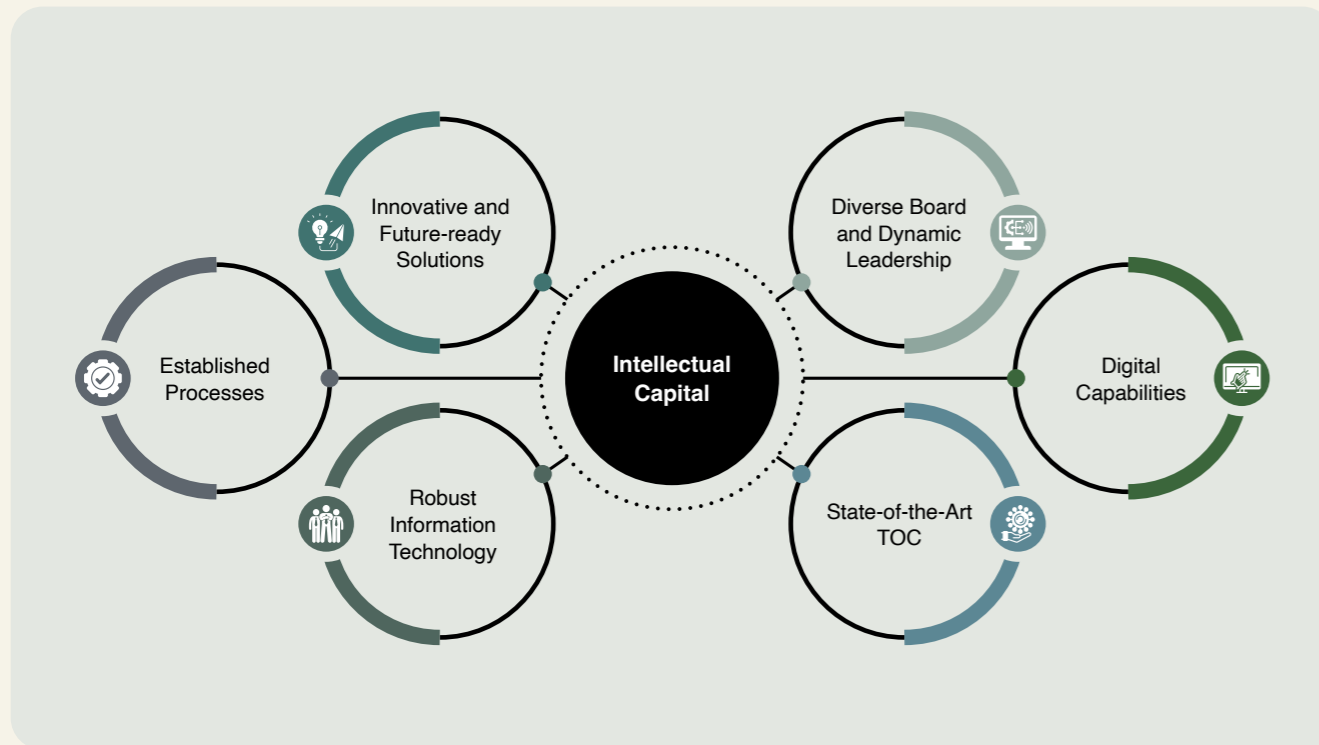 Innovative and
Future-ready
Solutions
Diverse Board
and Dynamic
Leadership
Established
Processes
Intellectual
Capital
Digital
Capabilities
Robust
Information
Technology
State-of-the-Art
TOC